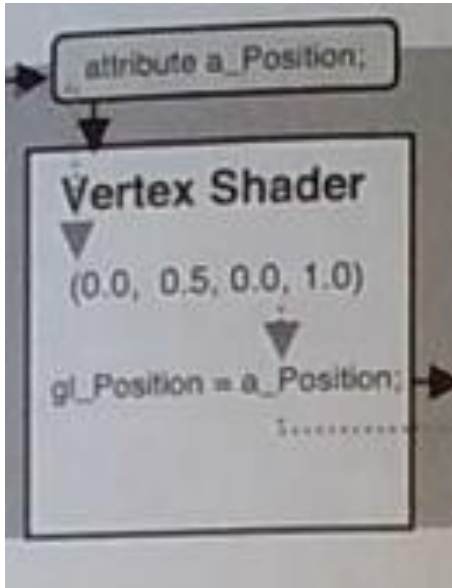 attribute a_Position;
Vertex Shader
(0.0, 0.5, 0.0, 1.0)
gl_Position = a_Position;